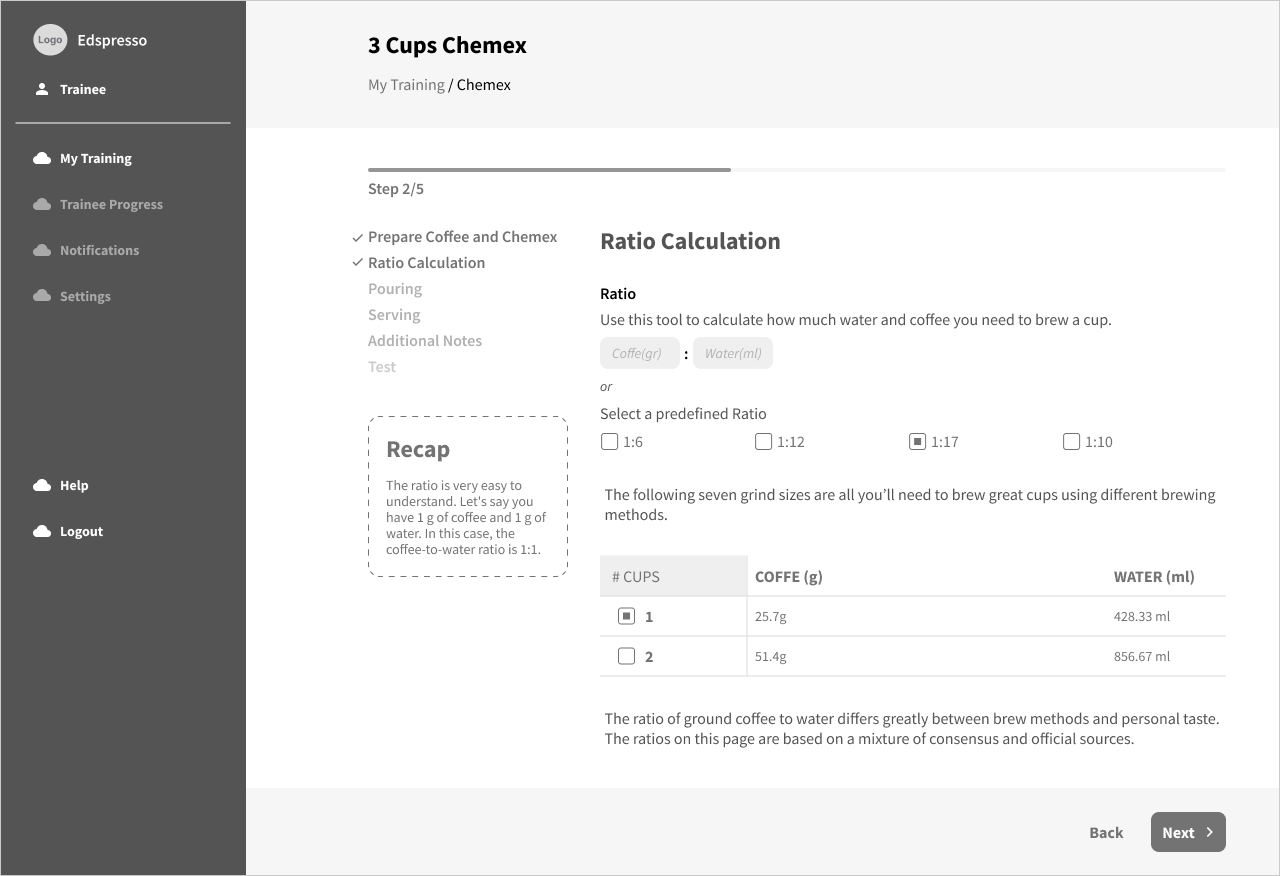 Logo
Edspresso
Trainee
My Training
Trainee Progress
Notifications
Settings
Help
Logout
3 Cups Chemex
My Training / Chemex
Step 2/5
Prepare Coffee and Chemex
Ratio Calculation
Pouring
Serving
Additional Notes
Test
Recap
The ratio is very easy to
understand. Let's say you
have 1 g of coffee and 1 g of
water. In this case, the
coffee-to-water ratio is 1:1.
Ratio Calculation
Ratio
Use this tool to calculate how much water and coffee you need to brew a cup.
Coffe(gr) : Water(ml)
or
Select a predefined Ratio
1:6 1:12 1:17 1:10
The following seven grind sizes are all you’ll need to brew great cups using different brewing
methods.
# CUPS COFFE (g) WATER (ml)
1 25.7g 428.33 ml
2 51.4g 856.67 ml
The ratio of ground coffee to water differs greatly between brew methods and personal taste.
The ratios on this page are based on a mixture of consensus and official sources.
Back Next